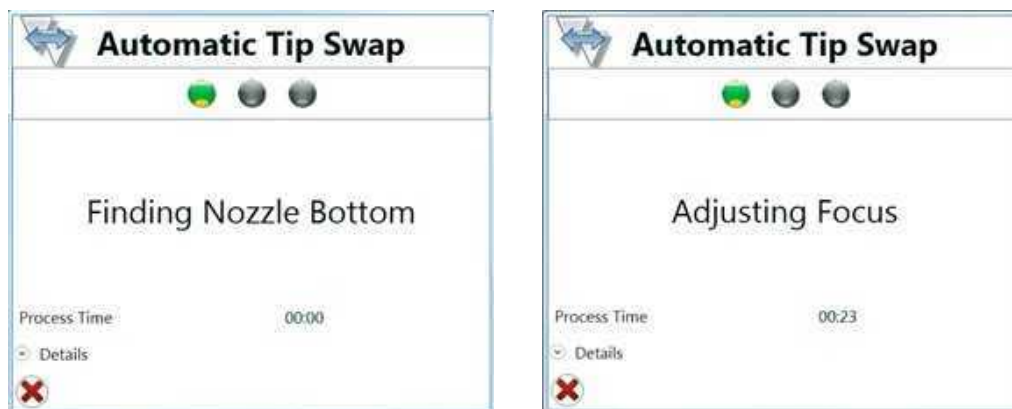 Automatic Tip Swap
Finding Nozzle Bottom
Process Time 00:00
Details
Automatic Tip Swap
Adjusting Focus
Process Time 00:23
Details